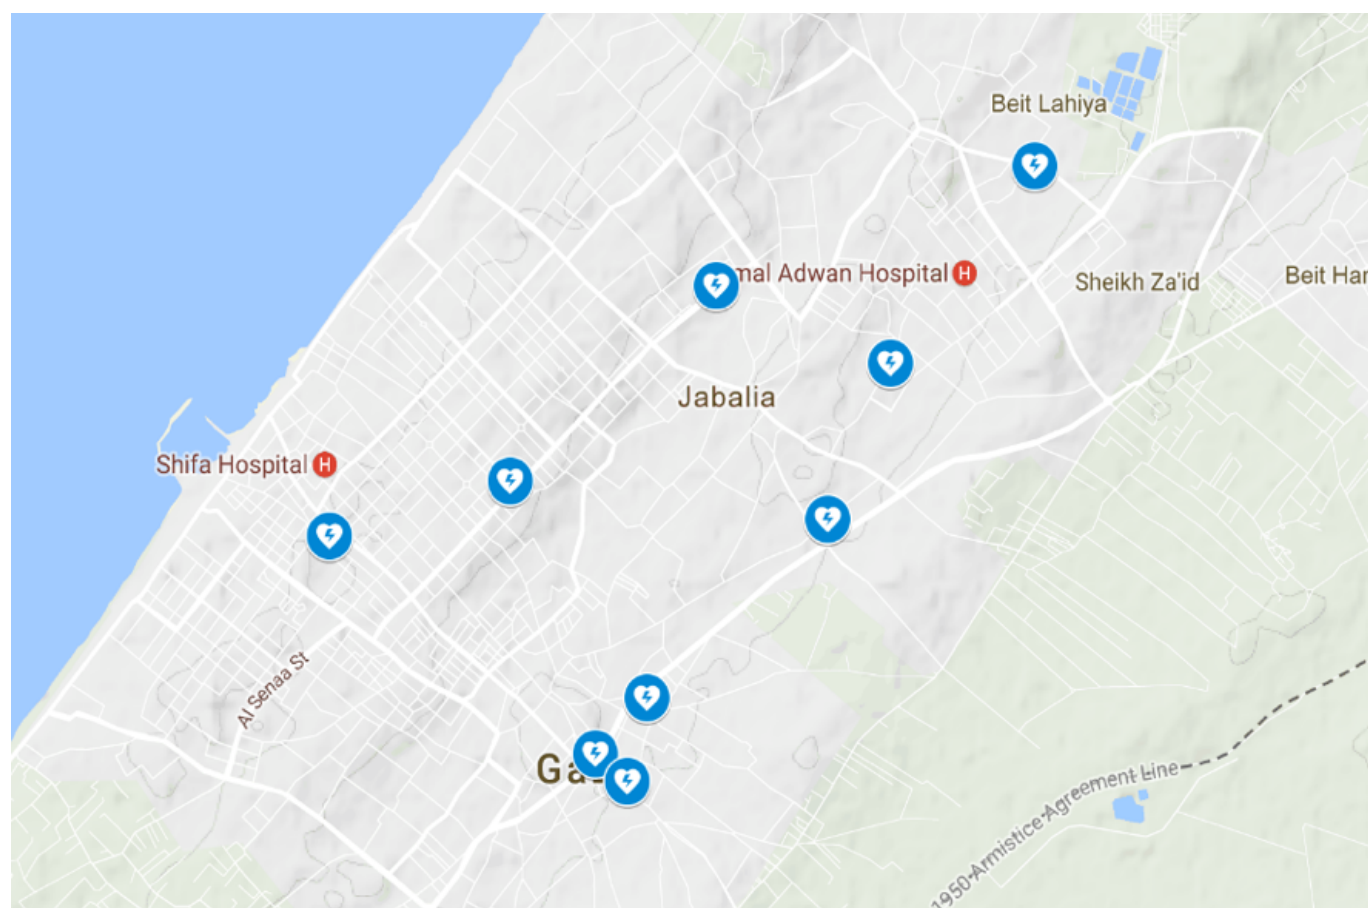 Beit Lahiya
mal Adwan Hospital H
Sheikh Za'id
Beit Har
Jabalia
Shifa Hospital H
Al Senaa St
Ga
1950 Armistice Agreement Line